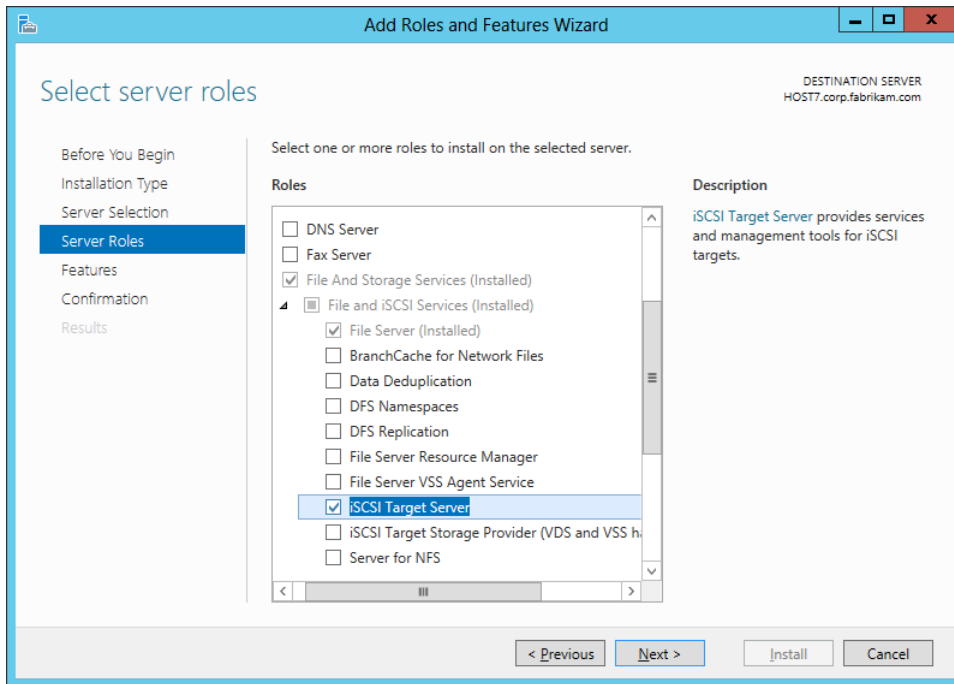 Add Roles and Features Wizard
Select server roles
DESTINATION SERVER
HOST7.corp.fabrikam.com
Before You Begin
Installation Type
Server Selection
Server Roles
Features
Confirmation
Results
Select one or more roles to install on the selected server.
Roles
DNS Server
Fax Server
File And Storage Services (Installed)
File and iSCSI Services (Installed)
File Server (Installed)
BranchCache for Network Files
Data Deduplication
DFS Namespaces
DFS Replication
File Server Resource Manager
File Server VSS Agent Service
iSCSI Target Server
iSCSI Target Storage Provider (VDS and VSS ha
Server for NFS
Description
iSCSI Target Server provides services
and management tools for iSCSI
targets.
< Previous
Next >
Install
Cancel